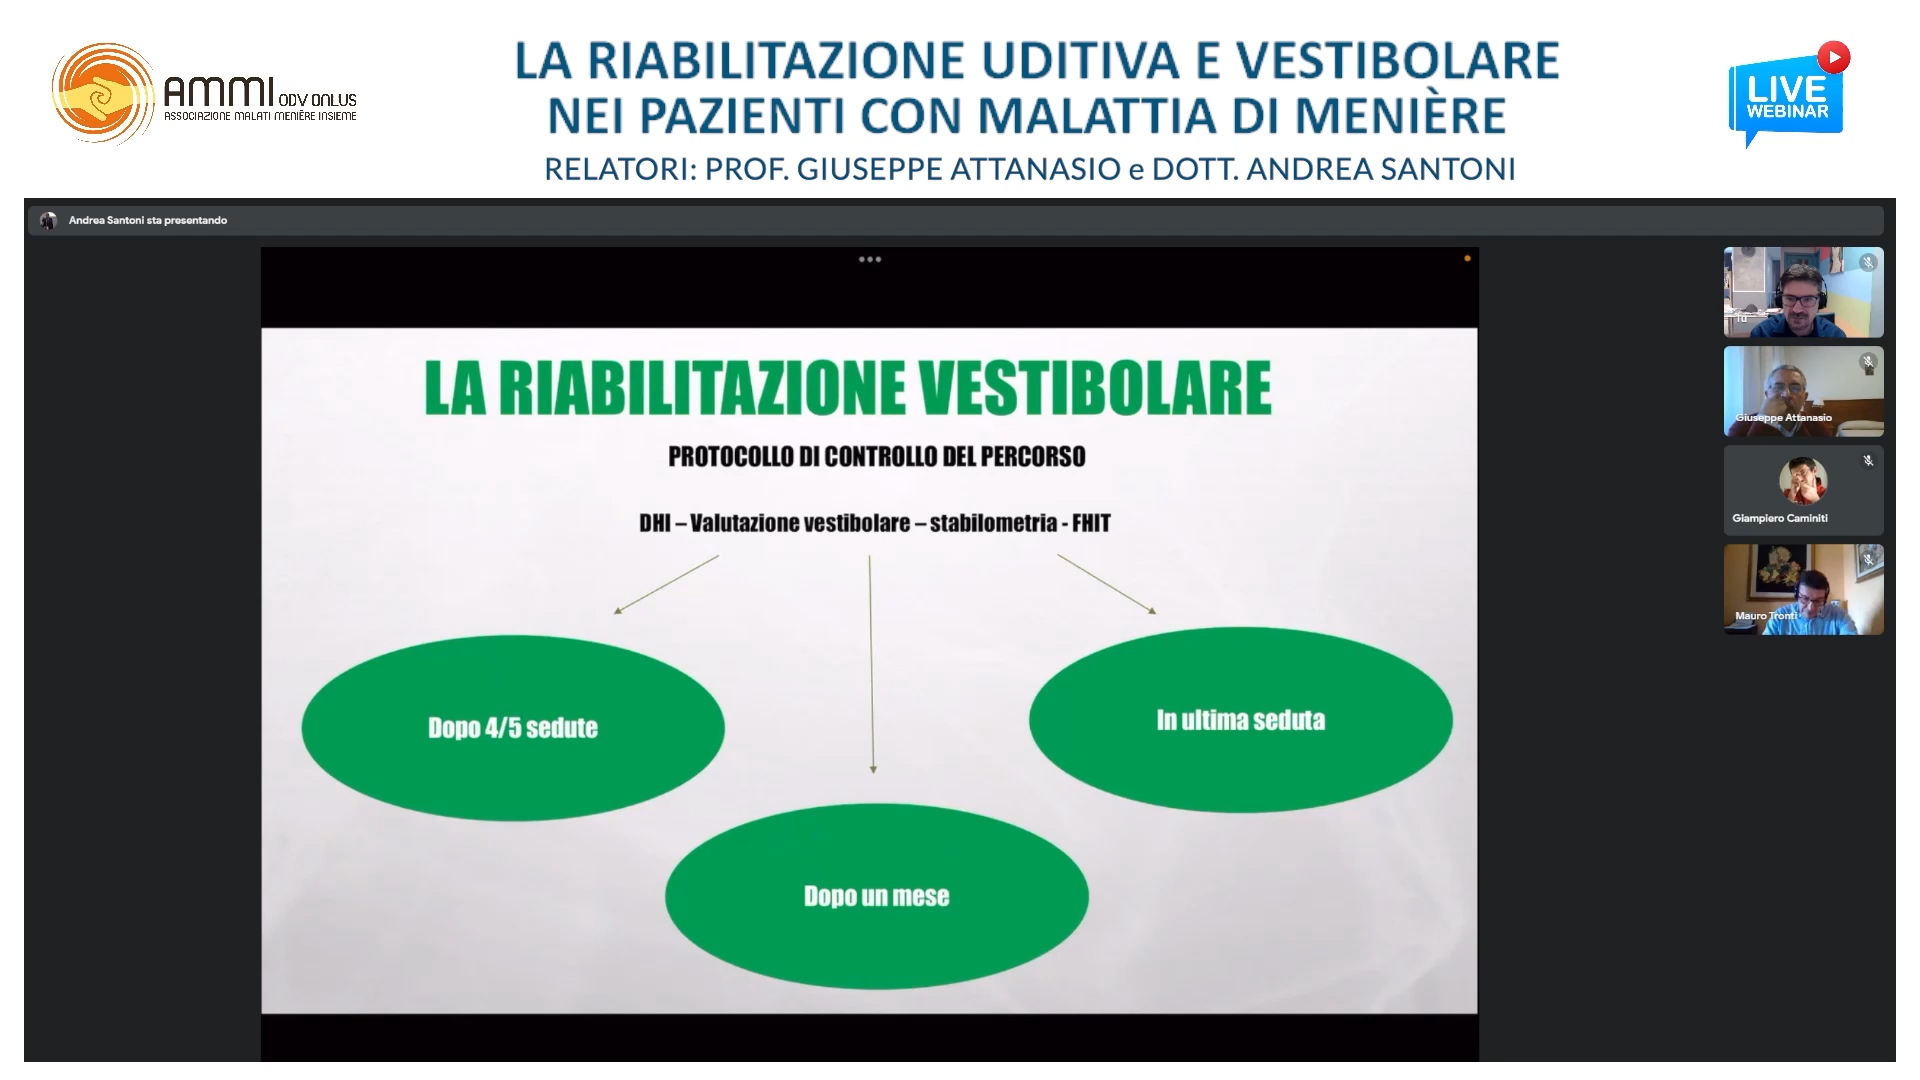 AMMI ODV ONLUS
ASSOCIAZIONE MALATI MENIÈRE INSIEME
LA RIABILITAZIONE UDITIVA E VESTIBOLARE
NEI PAZIENTI CON MALATTIA DI MENIÈRE
RELATORI: PROF. GIUSEPPE ATTANASIO e DOTT. ANDREA SANTONI
LIVE
WEBINAR
Andrea Santoni sta presentando
LA RIABILITAZIONE VESTIBOLARE
PROTOCOLLO DI CONTROLLO DEL PERCORSO
DHI – Valutazione vestibolare – stabilometria - FHIT
Dopo 4/5 sedute
In ultima seduta
Dopo un mese
Tu
Giuseppe Attanasio
Giampiero Caminiti
Mauro Tronti